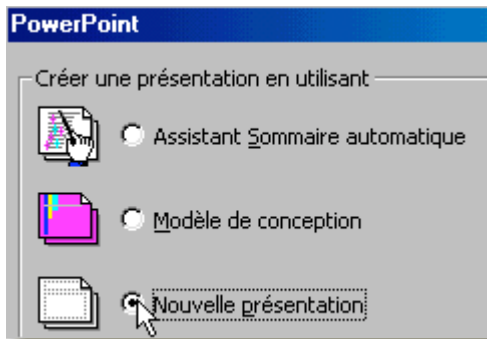 PowerPoint
Créer une présentation en utilisant
Assistant Sommaire automatique
Modèle de conception
Nouvelle présentation